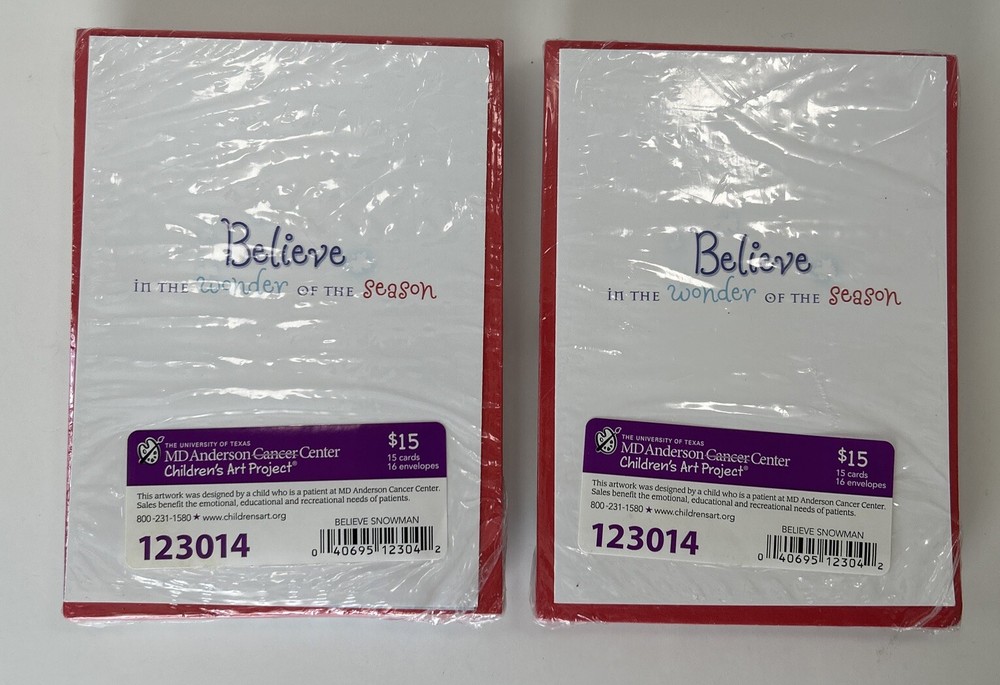 Believe
in THE wonder OF THE season
THE UNIVERSITY OF TEXAS
MD Anderson Cancer Center
Children's Art Project®
$15
15 cards
16 envelopes
This artwork was designed by a child who is a patient at MD Anderson Cancer Center.
Sales benefit the emotional, educational and recreational needs of patients.
800-231-1580 ★ www.childrensart.org
BELIEVE SNOWMAN
123014
0 40695 12304 2
Believe
in THE wonder OF THE season
THE UNIVERSITY OF TEXAS
MD Anderson Cancer Center
Children's Art Project®
$15
15 cards
16 envelopes
This artwork was designed by a child who is a patient at MD Anderson Cancer Center.
Sales benefit the emotional, educational and recreational needs of patients.
800-231-1580 ★ www.childrensart.org
BELIEVE SNOWMAN
123014
0 40695 12304 2